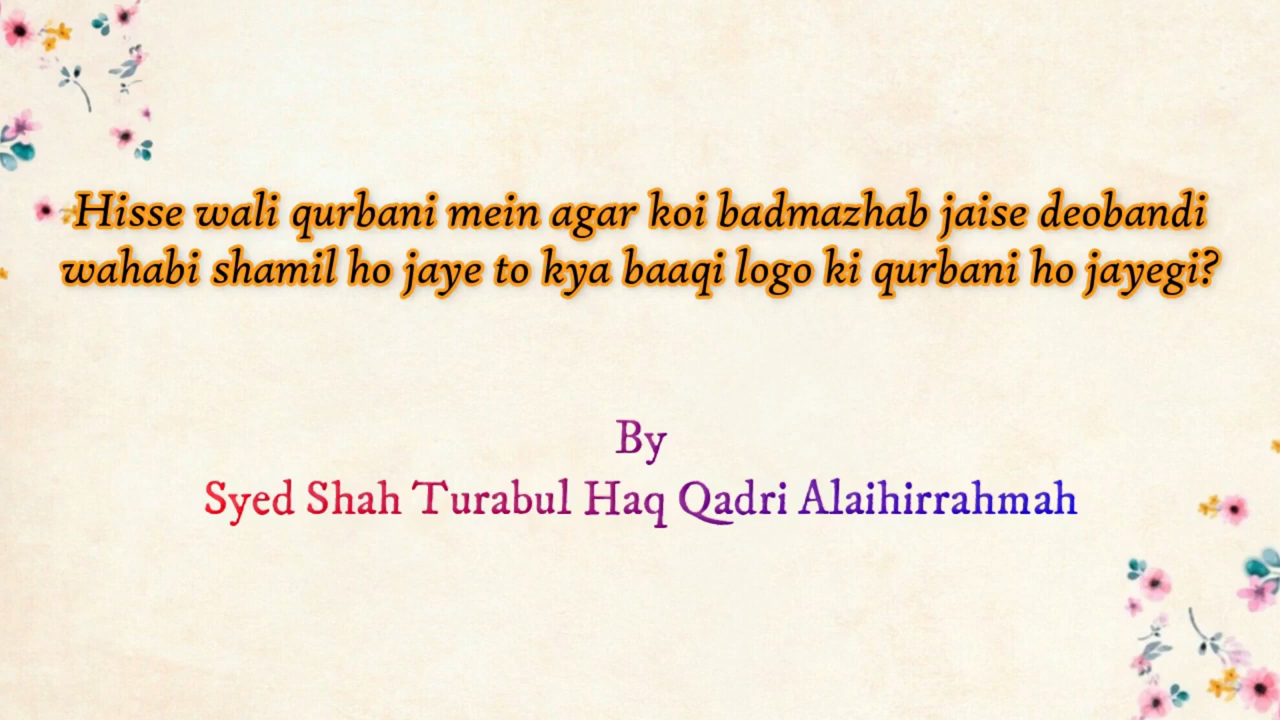 Hisse wali qurbani mein agar koi badmazhab jaise deobandi
wahabi shamil ho jaye to kya baaqi logo ki qurbani ho jayegi?
By
Syed Shah Turabul Haq Qadri Alaihirrahmah